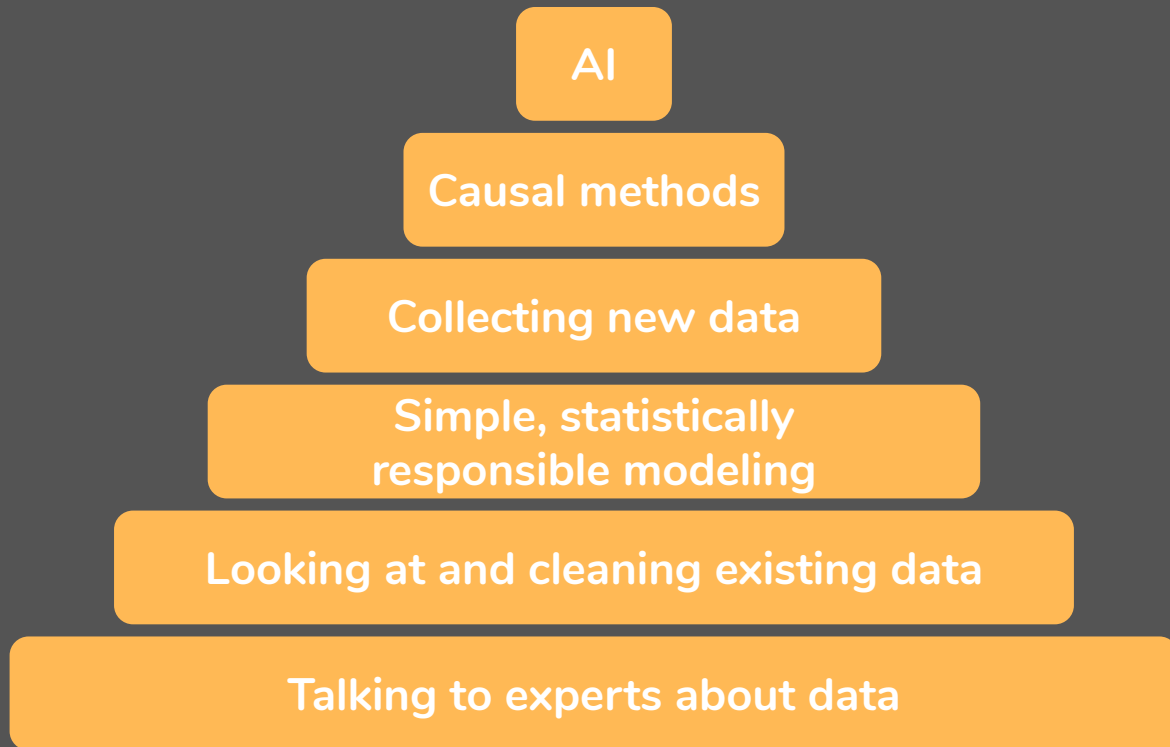 AI
Causal methods
Collecting new data
Simple, statistically
responsible modeling
Looking at and cleaning existing data
Talking to experts about data